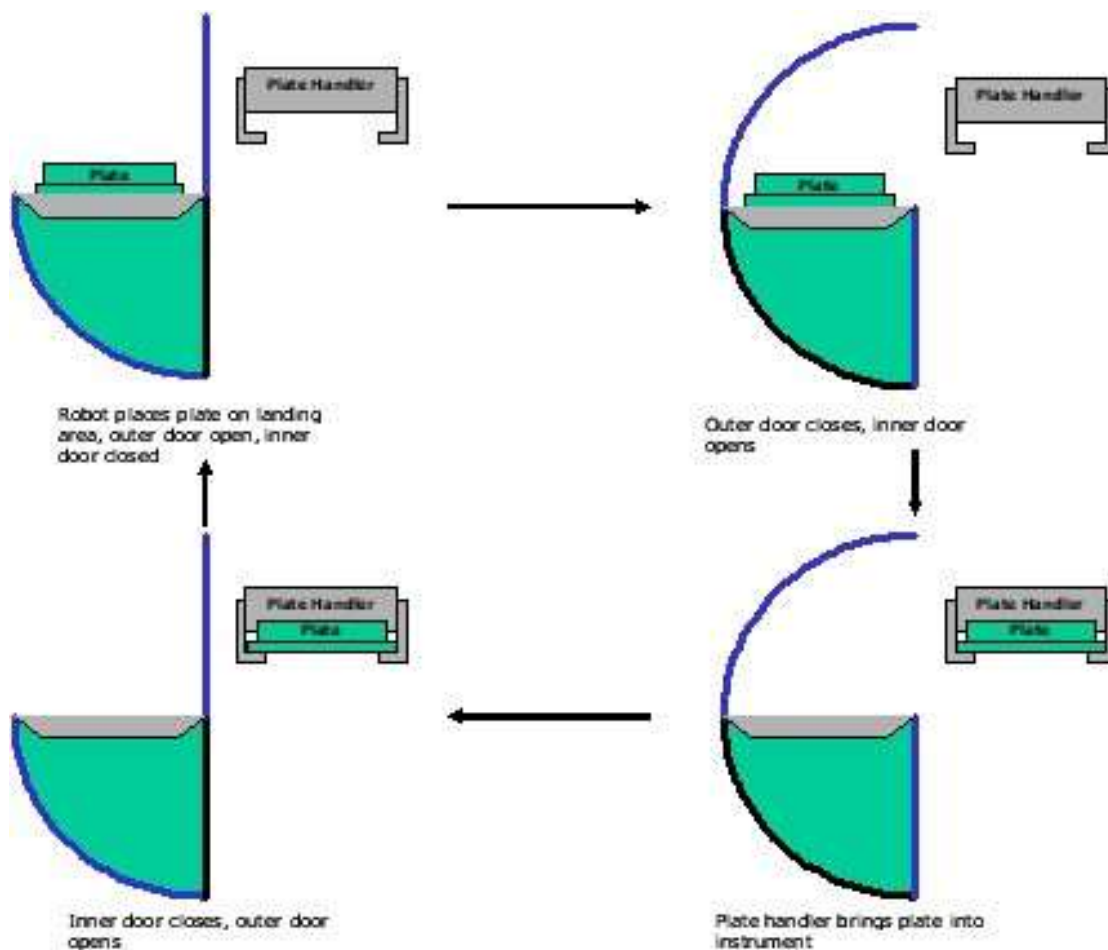 Plate Handler
Plate
Robot places plate on landing
area, outer door open, inner
door closed
Plate Handler
Plate
Outer door closes, inner door
opens
Plate Handler
Plate
Inner door closes, outer door
opens
Plate Handler
Plate
Plate handler brings plate into
instrument